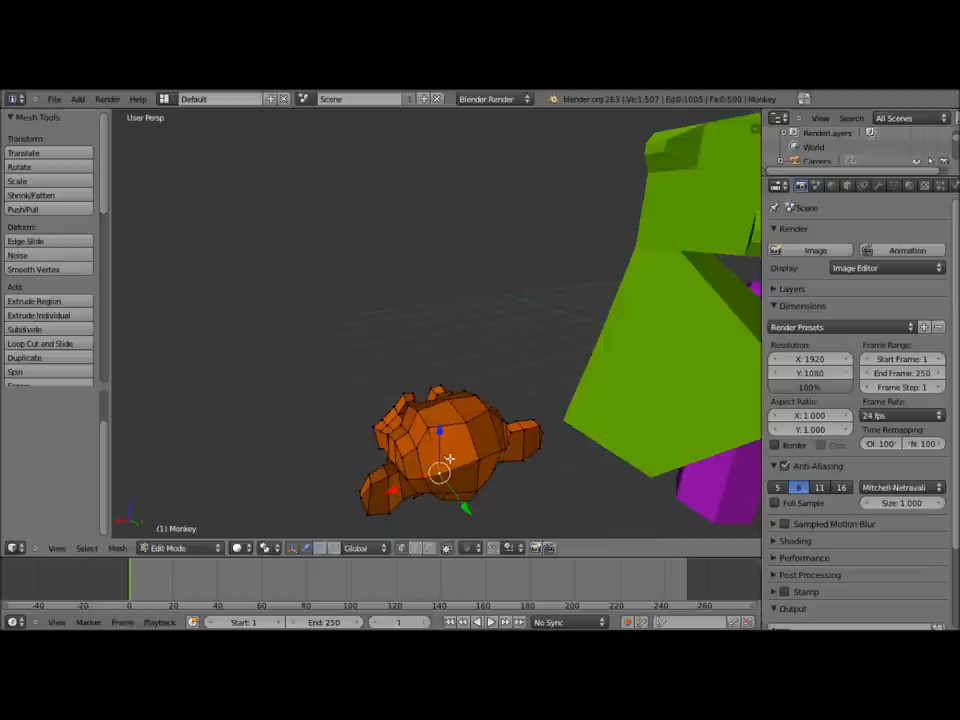 File Add Render Help Default Scene 1 Blender Render blender.org 263 | Ve:1-507 | Ed:0-1005 | Fa:0-500 | Monkey
Mesh Tools
User Persp
View Search All Scenes
RenderLayers
World
Camera
Transform:
Translate
Rotate
Scale
Shrink/Fatten
Push/Pull
Deform:
Edge Slide
Noise
Smooth Vertex
Add:
Extrude Region
Extrude Individual
Subdivide
Loop Cut and Slide
Duplicate
Spin
Scene
Render
Image Animation
Display: Image Editor
Layers
Dimensions
Render Presets
Resolution: Frame Range:
X: 1920 Start Frame: 1
Y: 1080 End Frame: 250
100% Frame Step: 1
Aspect Ratio: Frame Rate:
X: 1.000 24 fps
Y: 1.000 Time Remapping:
Border Crop :Ol: 100 N: 100
Anti-Aliasing
5 8 11 16 Mitchell-Netravali
Full Sample Size: 1.000
Sampled Motion Blur
Shading
Performance
Post Processing
Stamp
Output
(1) Monkey
View Select Mesh Edit Mode Global
-40 -20 0 20 40 60 80 100 120 140 160 180 200 220 240 260
View Marker Frame Playback Start: 1 End: 250 1 No Sync